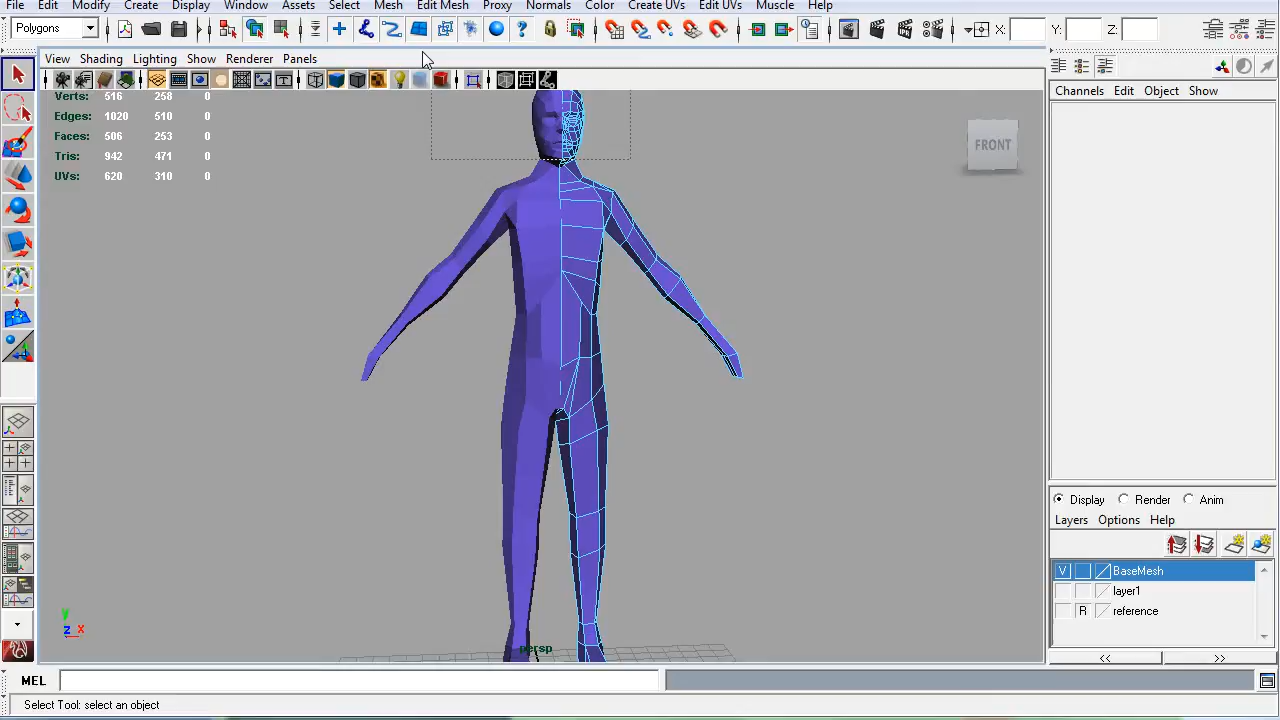 File Edit Modify Create Display Window Assets Select Mesh Edit Mesh Proxy Normals Color Create UVs Edit UVs Muscle Help
Polygons X: Y: Z:
View Shading Lighting Show Renderer Panels
Channels Edit Object Show
Verts: 516 258 0
Edges: 1020 510 0
Faces: 506 253 0
Tris: 942 471 0
UVs: 620 310 0
FRONT
Display Render Anim
Layers Options Help
V BaseMesh
layer1
R reference
y
z x
persp
<< >>
MEL
Select Tool: select an object